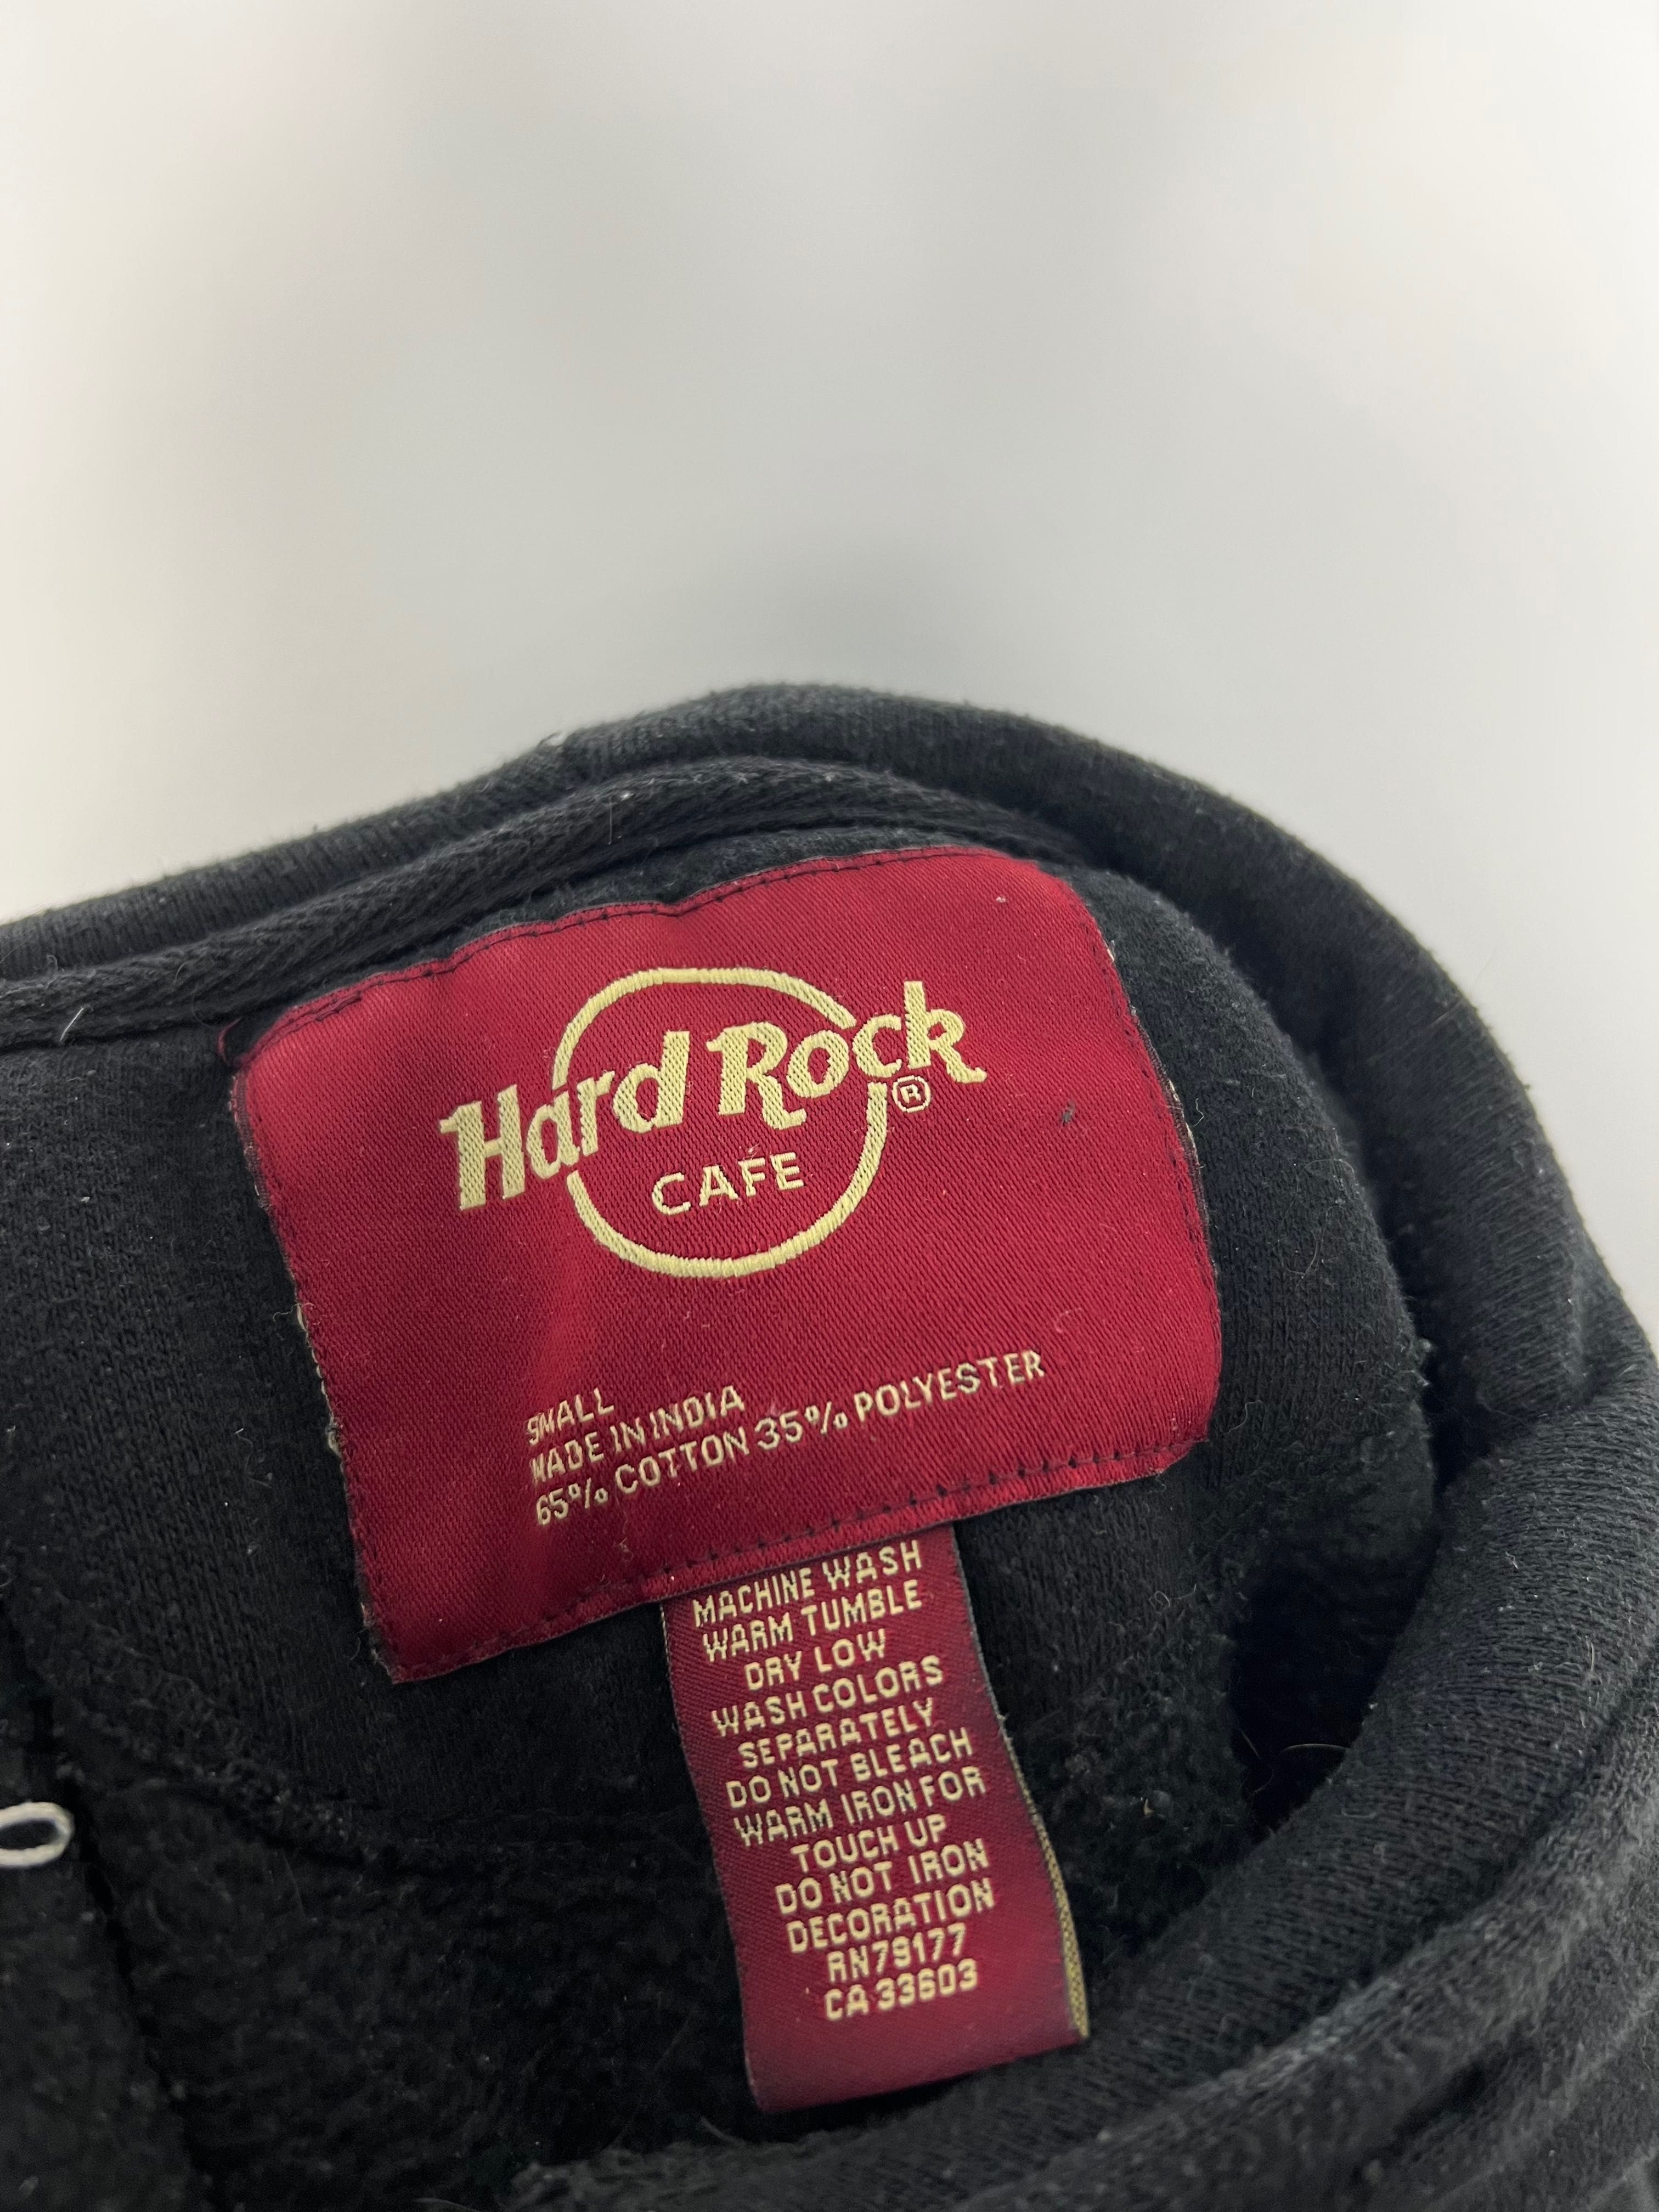 Hard Rock
®
CAFE
SMALL
MADE IN INDIA
65% COTTON 35% POLYESTER
MACHINE WASH
WARM TUMBLE
DRY LOW
WASH COLORS
SEPARATELY
DO NOT BLEACH
WARM IRON FOR
TOUCH UP
DO NOT IRON
DECORATION
RN79177
CA 33603